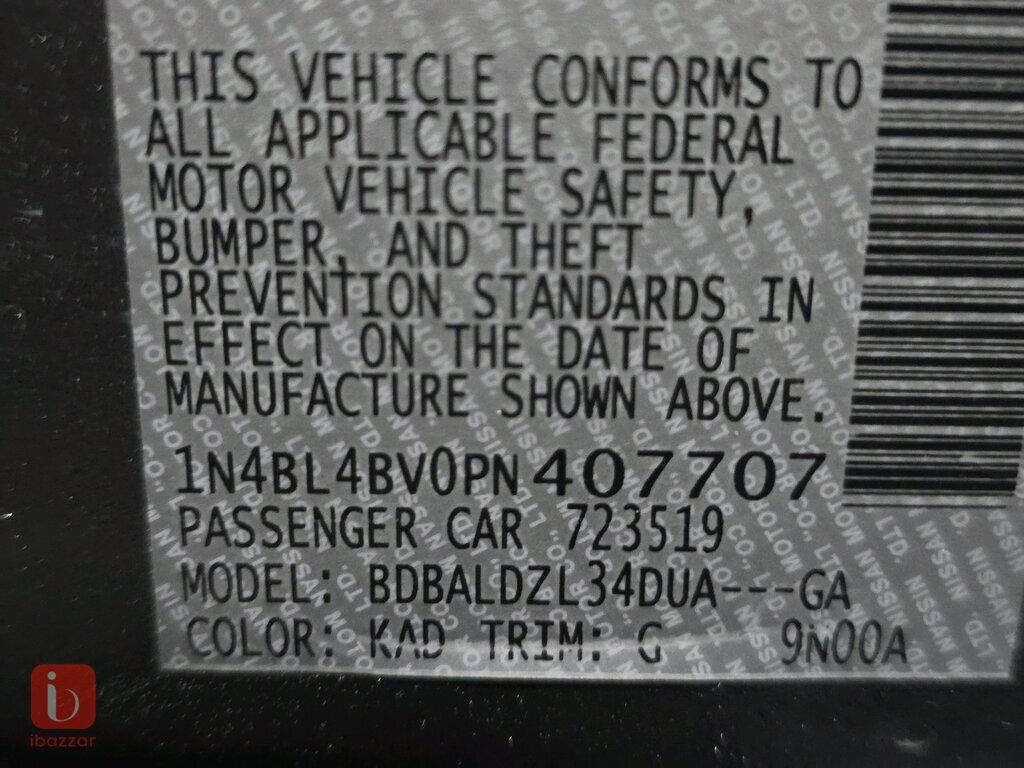 THIS VEHICLE CONFORMS TO
ALL APPLICABLE FEDERAL
MOTOR VEHICLE SAFETY,
BUMPER, AND THEFT
PREVENTION STANDARDS IN
EFFECT ON THE DATE OF
MANUFACTURE SHOWN ABOVE.
1N4BL4BV0PN407707
PASSENGER CAR 723519
MODEL: BDBALDZL34DUA---GA
COLOR: KAD TRIM: G 9N00A
ibazzar